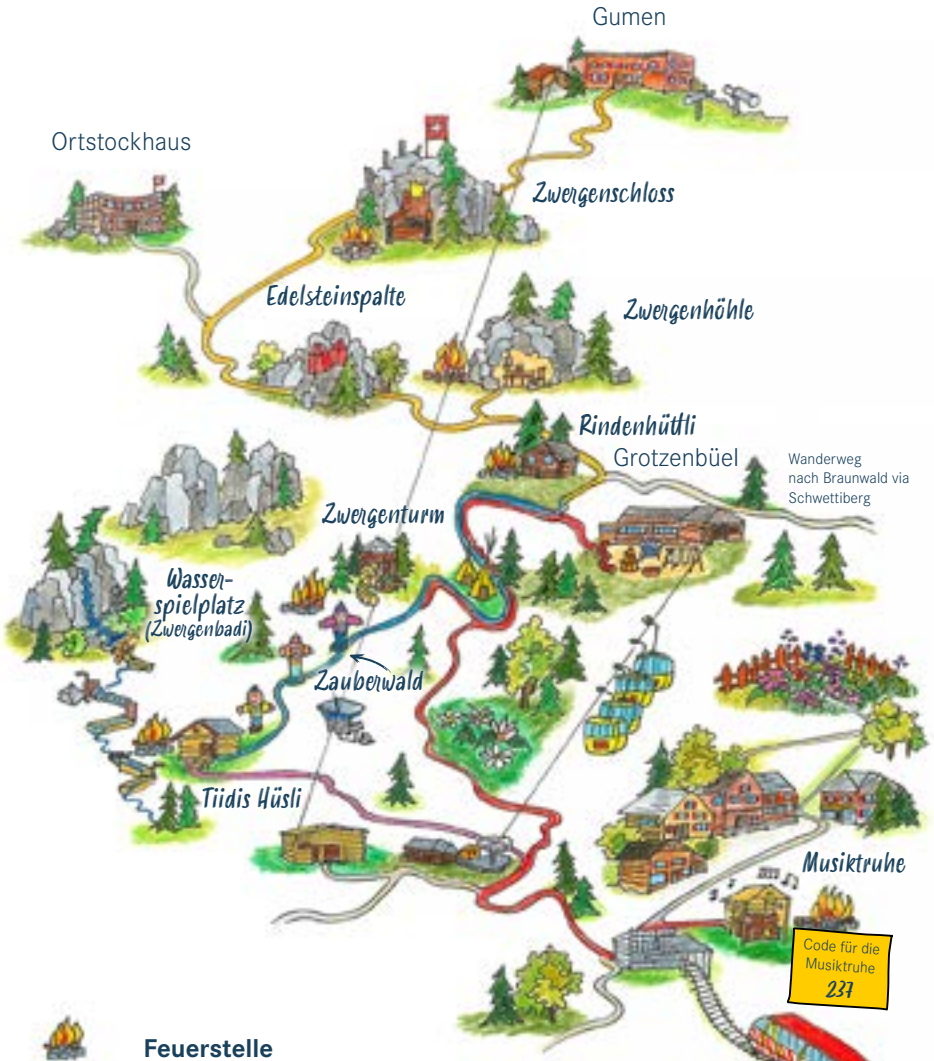 Gumen
Ortstockhaus
Zwergenschloss
Edelsteinspalte
Zwergenhöhle
Rindenhüttli
Grotzenbüel
Wanderweg
nach Braunwald via
Schwettiberg
Zwergenturm
Wasser-
spielplatz
(Zwergenbadi)
Zauberwald
Tiidis Hüsli
Musiktruhe
Code für die
Musiktruhe
237
Feuerstelle